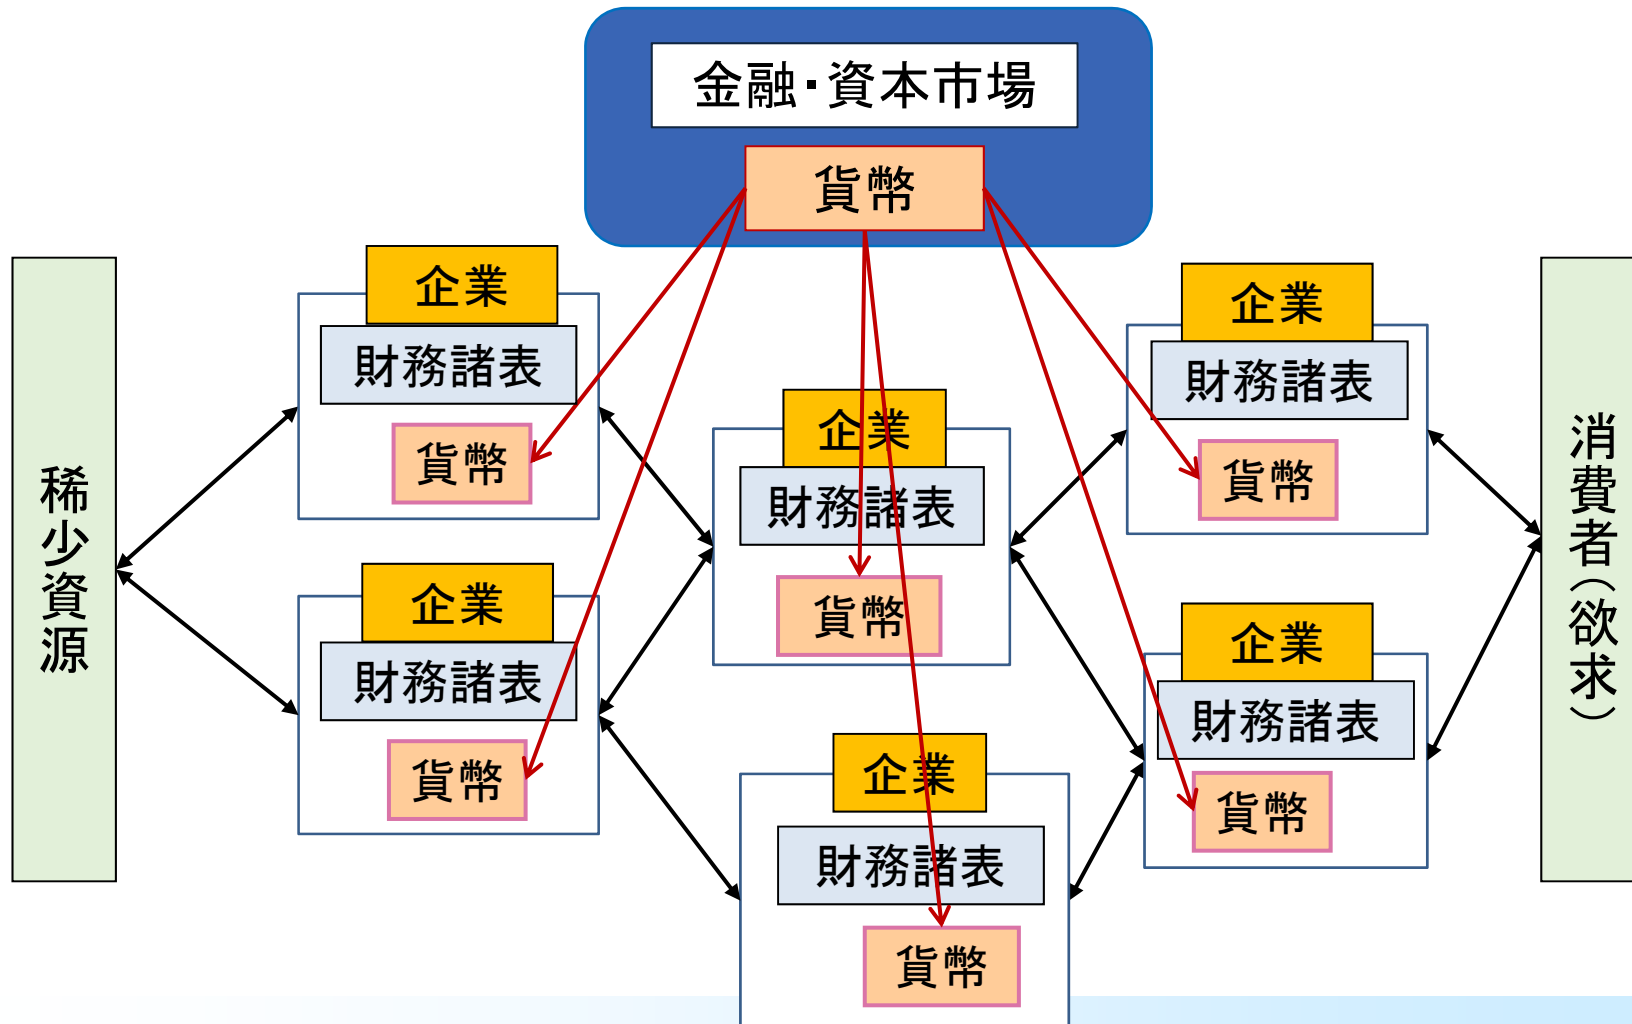 金融・資本市場
貨幣
稀少資源
企業
財務諸表
貨幣
企業
財務諸表
貨幣
企業
財務諸表
貨幣
企業
財務諸表
貨幣
企業
財務諸表
貨幣
企業
財務諸表
貨幣
消費者(欲求)